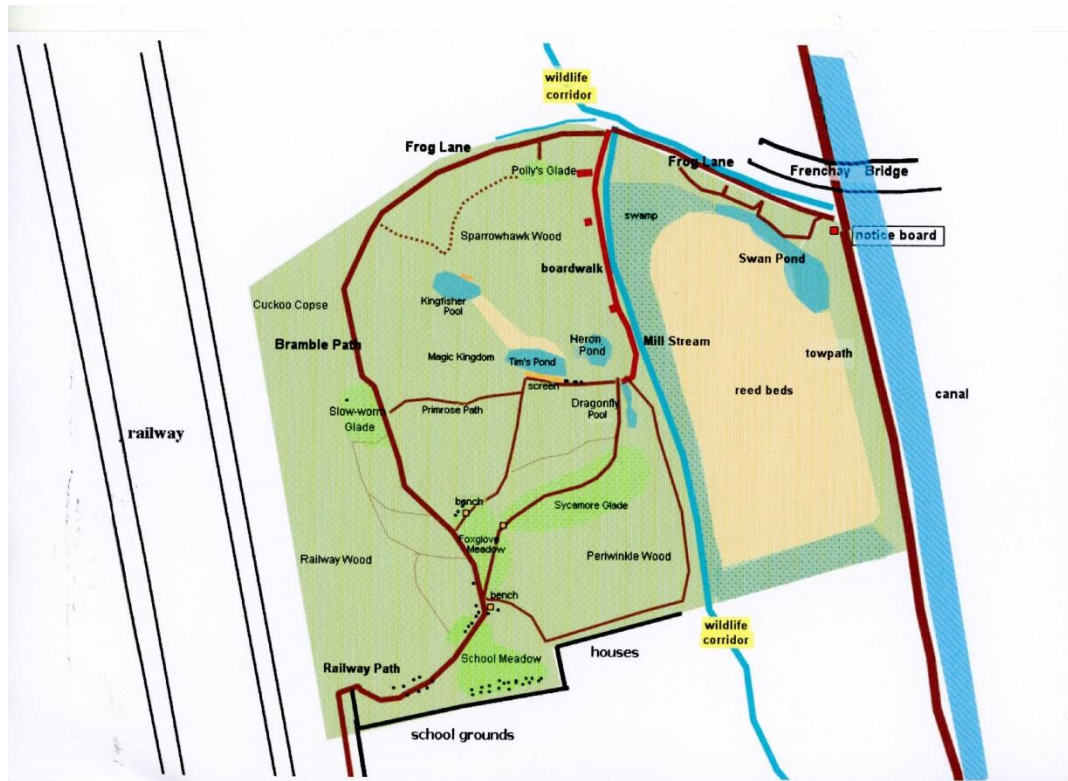 wildlife
corridor
Frog Lane
Polly's Glade
Frog Lane
Frenchay Bridge
swamp
notice board
Sparrowhawk Wood
Swan Pond
boardwalk
Cuckoo Copse
Kingfisher
Pool
Bramble Path
Heron
Pond
Mill Stream
towpath
Magic Kingdom
Tim's Pond
screen
reed beds
canal
Primrose Path
Dragonfly
Pool
Slow-worm
Glade
railway
bench
Sycamore Glade
Foxglove
Meadow
Railway Wood
Periwinkle Wood
bench
wildlife
corridor
houses
School Meadow
Railway Path
school grounds